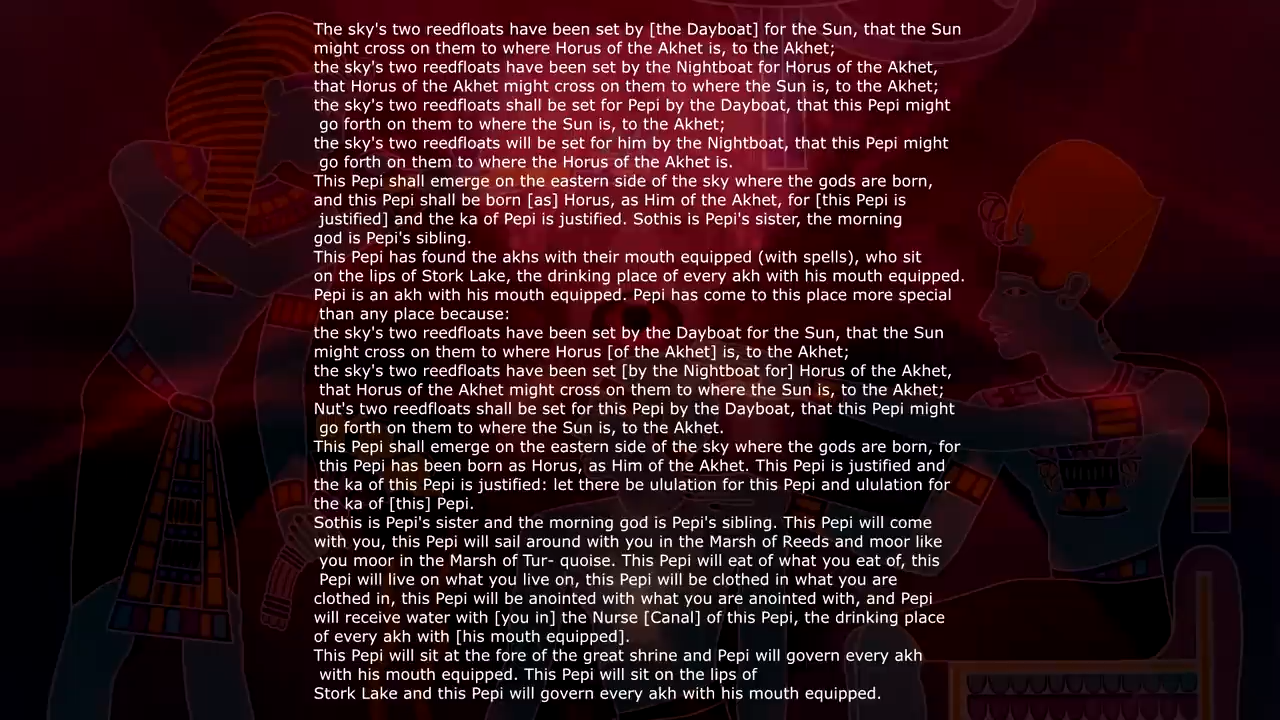 The sky's two reedfloats have been set by [the Dayboat] for the Sun, that the Sun
might cross on them to where Horus of the Akhet is, to the Akhet;
the sky's two reedfloats have been set by the Nightboat for Horus of the Akhet,
that Horus of the Akhet might cross on them to where the Sun is, to the Akhet;
the sky's two reedfloats shall be set for Pepi by the Dayboat, that this Pepi might
go forth on them to where the Sun is, to the Akhet;
the sky's two reedfloats will be set for him by the Nightboat, that this Pepi might
go forth on them to where the Horus of the Akhet is.
This Pepi shall emerge on the eastern side of the sky where the gods are born,
and this Pepi shall be born [as] Horus, as Him of the Akhet, for [this Pepi is
justified] and the ka of Pepi is justified. Sothis is Pepi's sister, the morning
god is Pepi's sibling.
This Pepi has found the akhs with their mouth equipped (with spells), who sit
on the lips of Stork Lake, the drinking place of every akh with his mouth equipped.
Pepi is an akh with his mouth equipped. Pepi has come to this place more special
than any place because:
the sky's two reedfloats have been set by the Dayboat for the Sun, that the Sun
might cross on them to where Horus [of the Akhet] is, to the Akhet;
the sky's two reedfloats have been set [by the Nightboat for] Horus of the Akhet,
that Horus of the Akhet might cross on them to where the Sun is, to the Akhet;
Nut's two reedfloats shall be set for this Pepi by the Dayboat, that this Pepi might
go forth on them to where the Sun is, to the Akhet.
This Pepi shall emerge on the eastern side of the sky where the gods are born, for
this Pepi has been born as Horus, as Him of the Akhet. This Pepi is justified and
the ka of this Pepi is justified: let there be ululation for this Pepi and ululation for
the ka of [this] Pepi.
Sothis is Pepi's sister and the morning god is Pepi's sibling. This Pepi will come
with you, this Pepi will sail around with you in the Marsh of Reeds and moor like
you moor in the Marsh of Tur- quoise. This Pepi will eat of what you eat of, this
Pepi will live on what you live on, this Pepi will be clothed in what you are
clothed in, this Pepi will be anointed with what you are anointed with, and Pepi
will receive water with [you in] the Nurse [Canal] of this Pepi, the drinking place
of every akh with [his mouth equipped].
This Pepi will sit at the fore of the great shrine and Pepi will govern every akh
with his mouth equipped. This Pepi will sit on the lips of
Stork Lake and this Pepi will govern every akh with his mouth equipped.